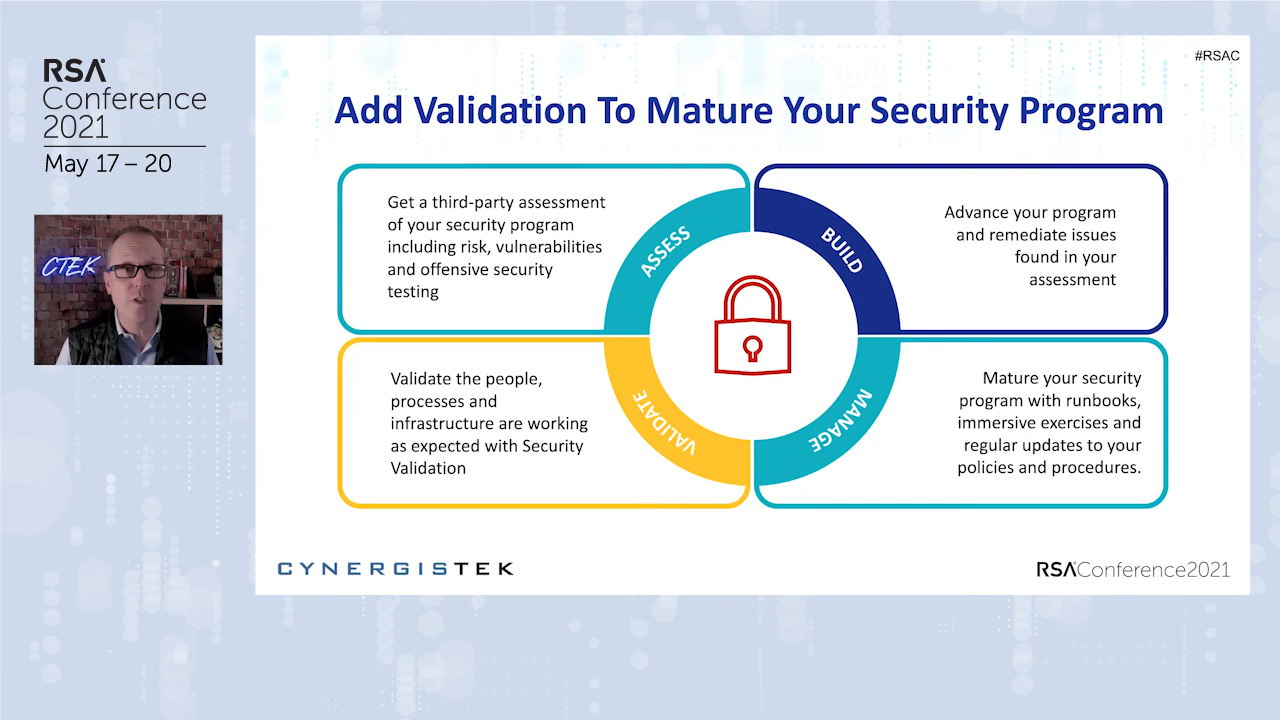 RSA
Conference
2021
May 17 – 20
CTEK
#RSAC
Add Validation To Mature Your Security Program
Get a third-party assessment
of your security program
including risk, vulnerabilities
and offensive security
testing
ASSESS
BUILD
Advance your program
and remediate issues
found in your
assessment
Validate the people,
processes and
infrastructure are working
as expected with Security
Validation
VALIDATE
MANAGE
Mature your security
program with runbooks,
immersive exercises and
regular updates to your
policies and procedures.
CYNERGISTEK
RSAConference2021